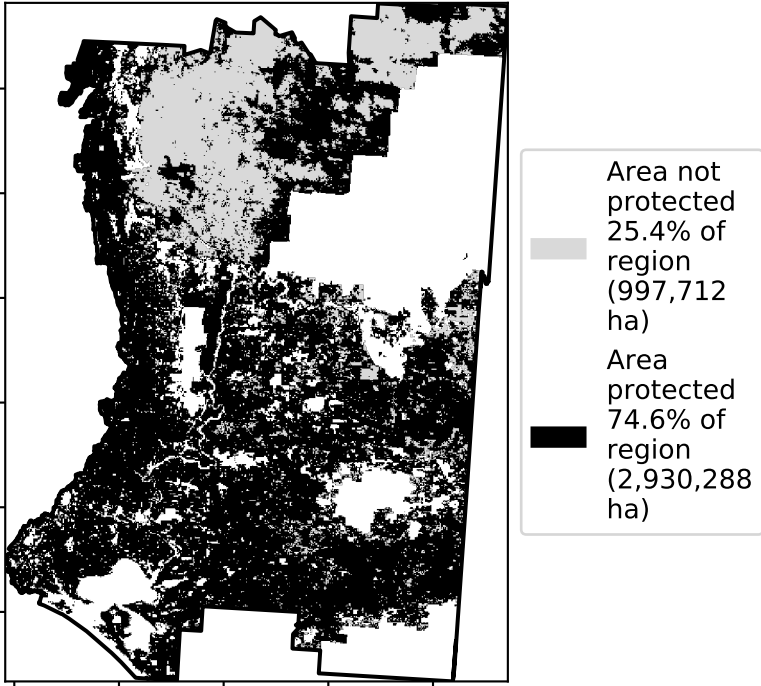 Area not
protected
25.4% of
region
(997,712
ha)
Area
protected
74.6% of
region
(2,930,288
ha)